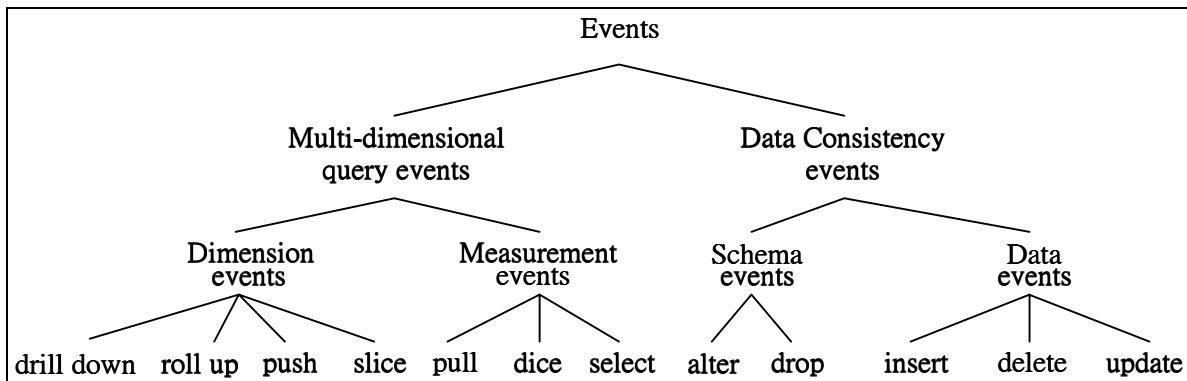 Events
Multi-dimensional
query events
Data Consistency
events
Dimension
events
Measurement
events
Schema
events
Data
events
drill down
roll up
push
slice
pull
dice
select
alter
drop
insert
delete
update